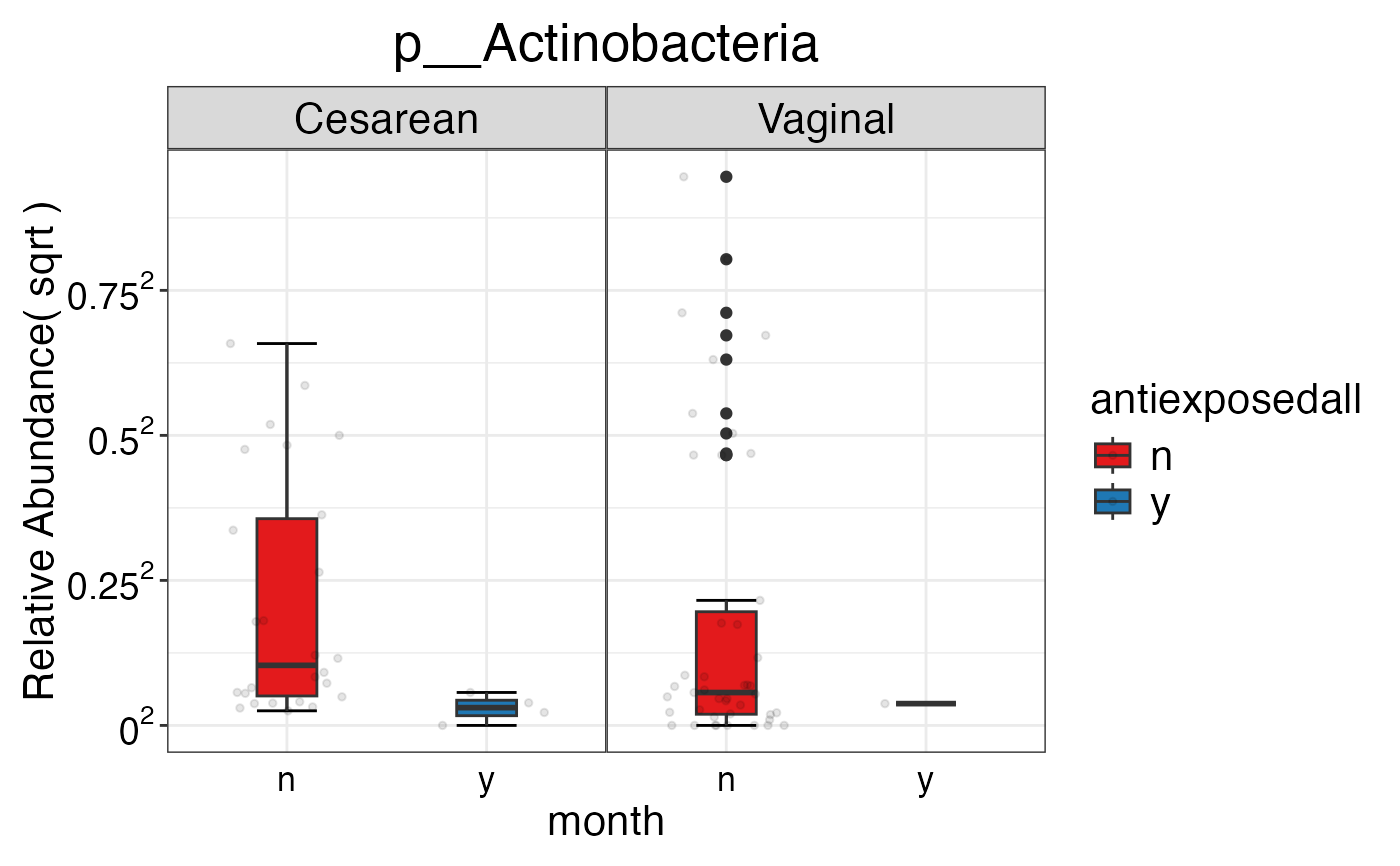 p__Actinobacteria
Cesarean Vaginal
Relative Abundance( sqrt )
0.75²
0.5²
0.25²
0²
n y n y
month
antiexposedall
n
y